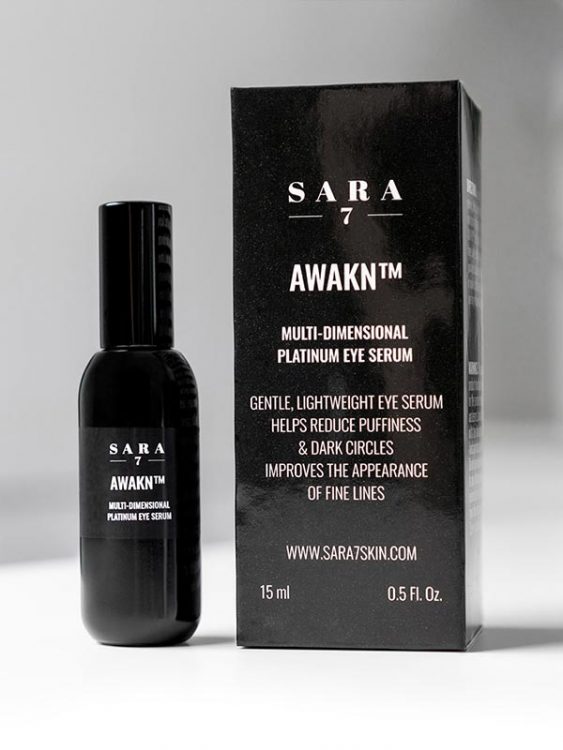 SARA
7
AWAKN™
MULTI-DIMENSIONAL
PLATINUM EYE SERUM
SARA
7
AWAKN™
MULTI-DIMENSIONAL
PLATINUM EYE SERUM
GENTLE, LIGHTWEIGHT EYE SERUM
HELPS REDUCE PUFFINESS
& DARK CIRCLES
IMPROVES THE APPEARANCE
OF FINE LINES
WWW.SARA7SKIN.COM
15 ml 0.5 Fl. Oz.